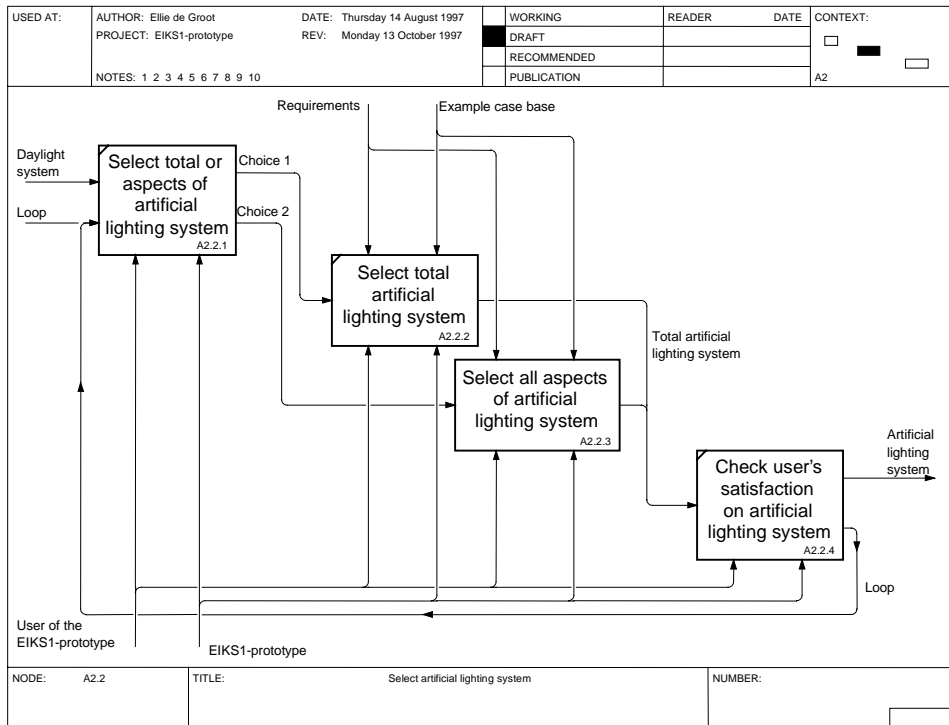 USED AT:
AUTHOR: Ellie de Groot
DATE: Thursday 14 August 1997
WORKING
READER
DATE
CONTEXT:
PROJECT: EIKS1-prototype
REV: Monday 13 October 1997
DRAFT
RECOMMENDED
NOTES: 1 2 3 4 5 6 7 8 9 10
PUBLICATION
A2
Requirements
Example case base
Daylight
system
Loop
Select total or
aspects of
artificial
lighting system
A2.2.1
Choice 1
Choice 2
Select total
artificial
lighting system
A2.2.2
Total artificial
lighting system
Select all aspects
of artificial
lighting system
A2.2.3
Artificial
lighting
system
Check user's
satisfaction
on artificial
lighting system
A2.2.4
Loop
User of the
EIKS1-prototype
EIKS1-prototype
NODE: A2.2
TITLE:
Select artificial lighting system
NUMBER: